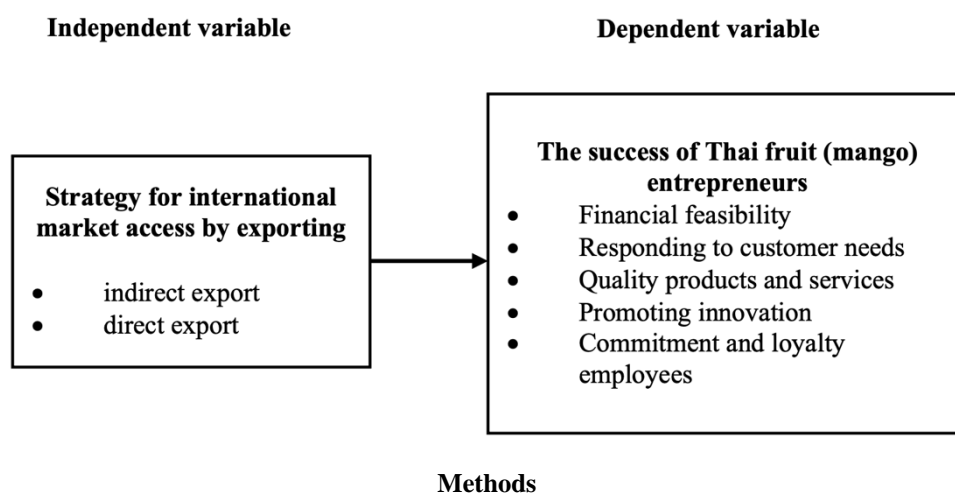 Independent variable
Dependent variable
Strategy for international
market access by exporting
• indirect export
• direct export
The success of Thai fruit (mango)
entrepreneurs
• Financial feasibility
• Responding to customer needs
• Quality products and services
• Promoting innovation
• Commitment and loyalty
employees
Methods